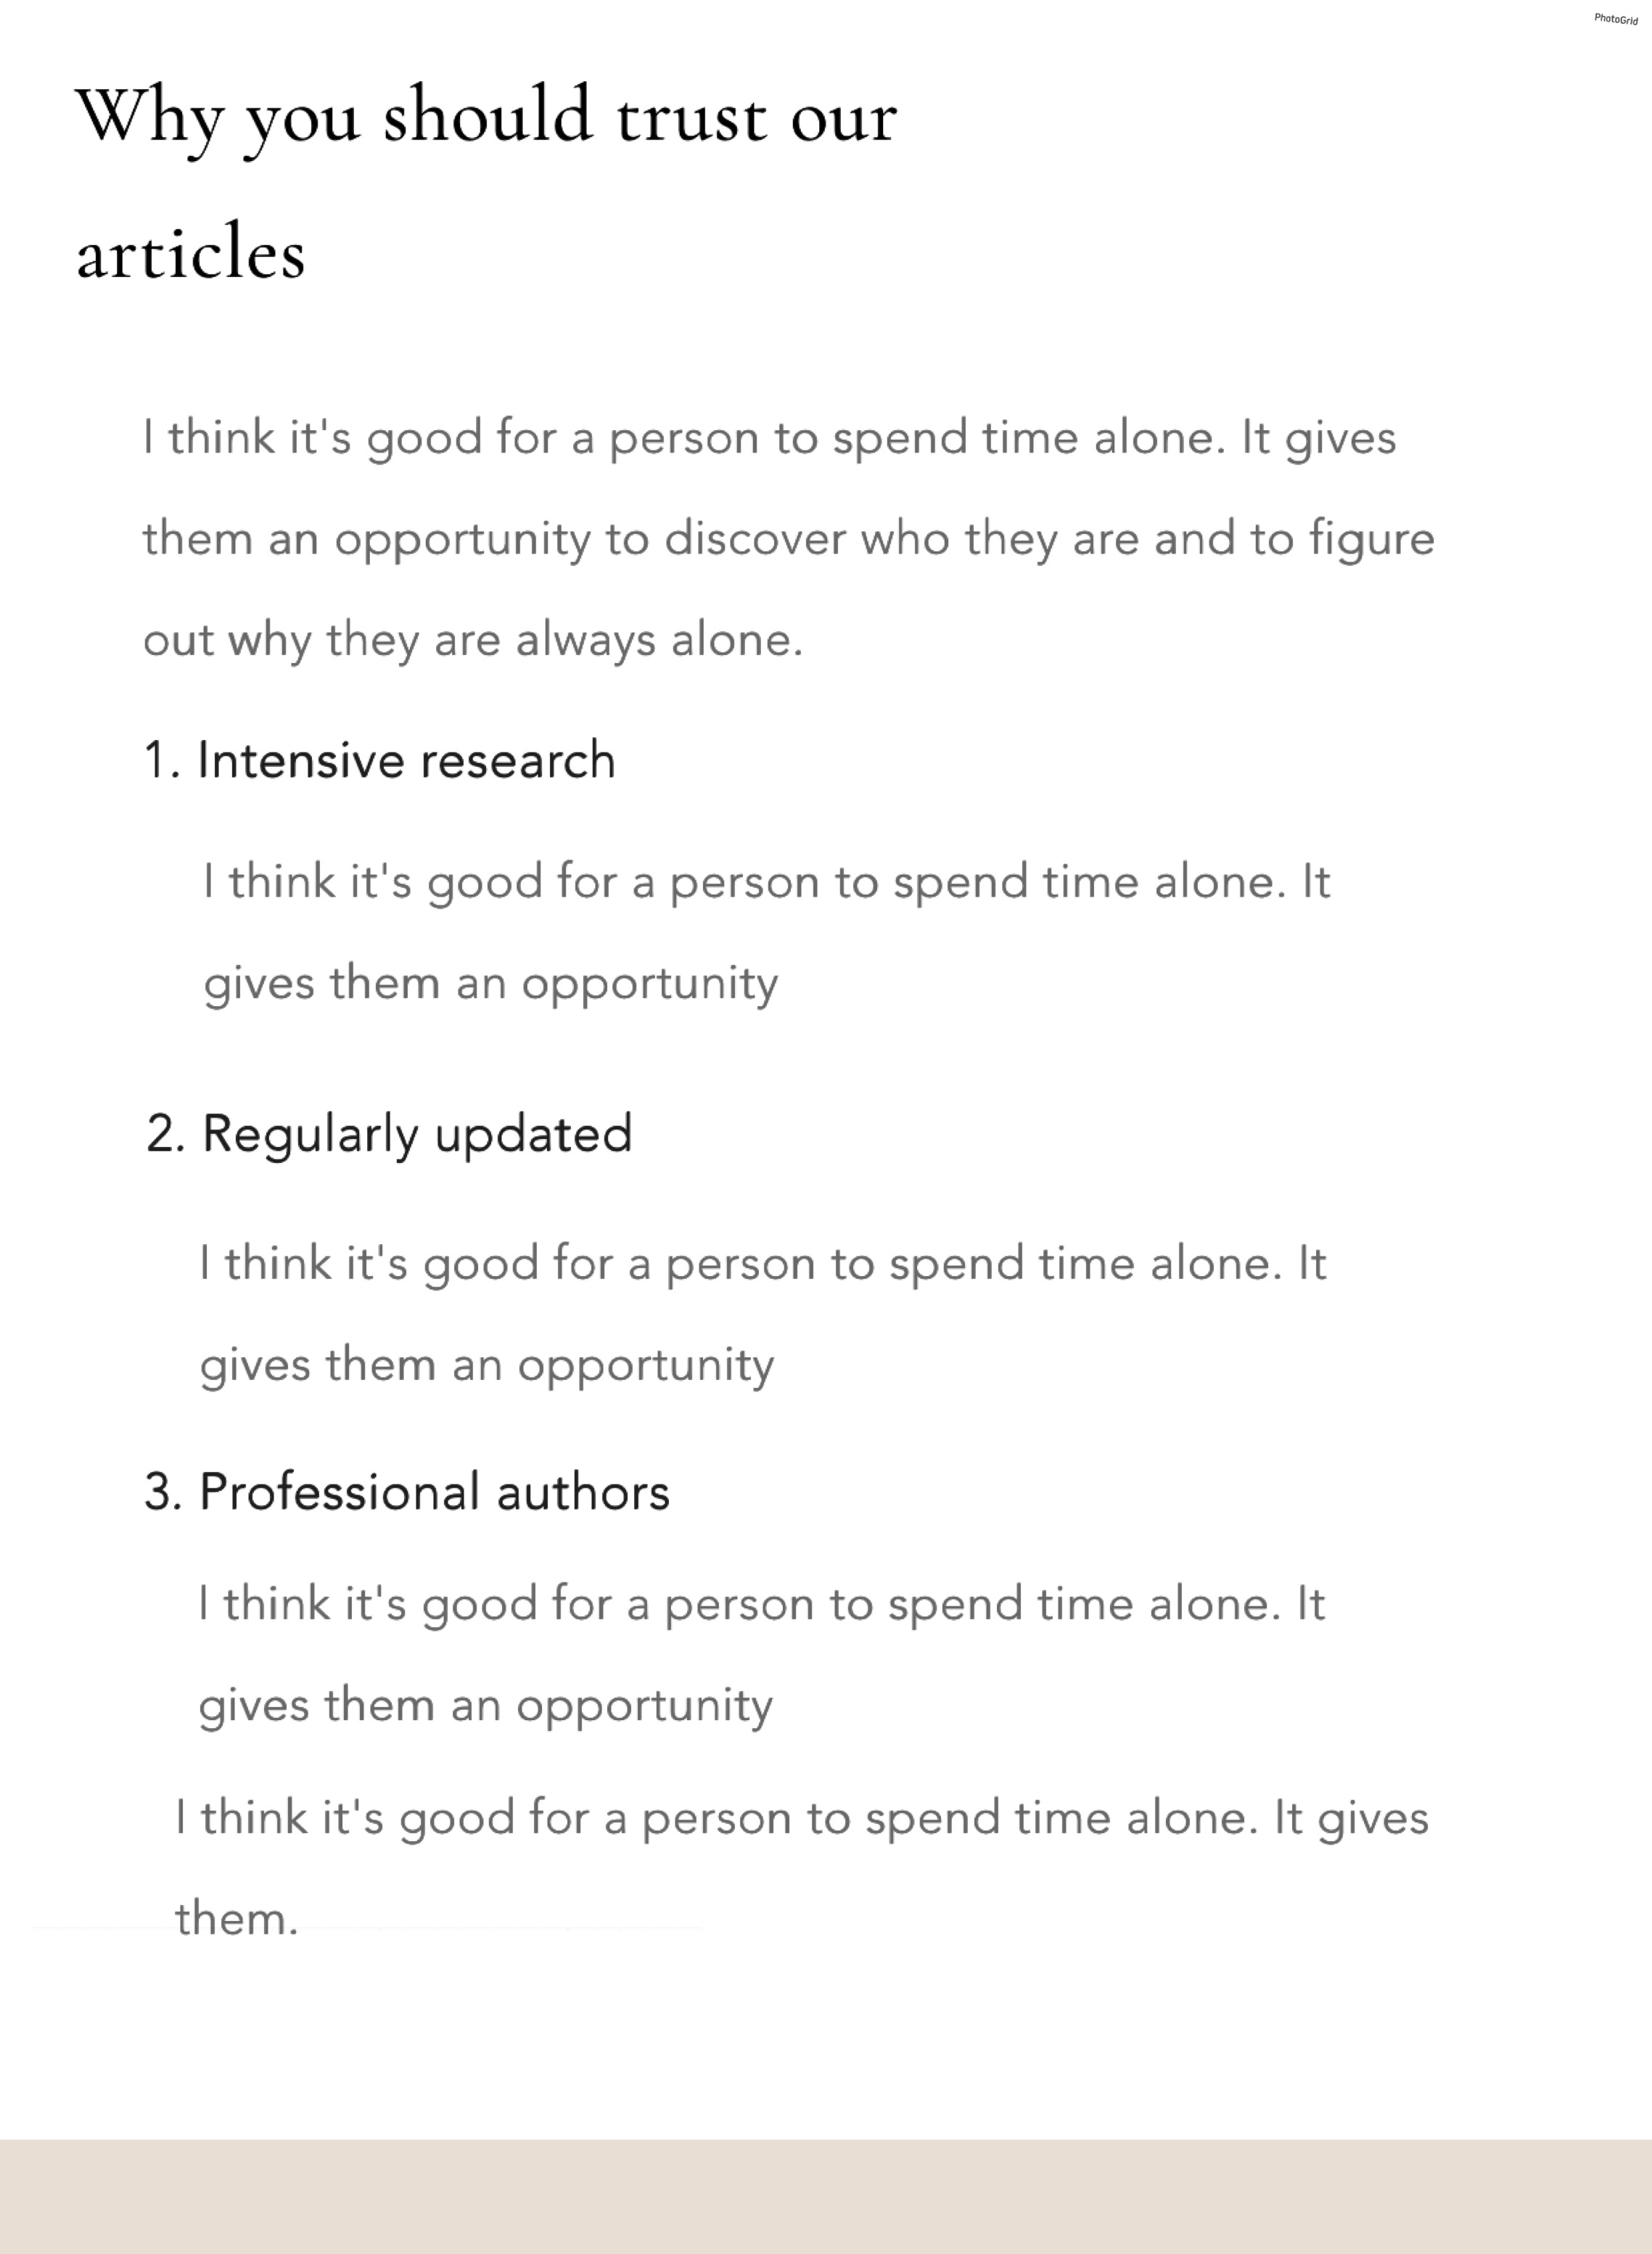 PhotoGrid
Why you should trust our
articles
I think it's good for a person to spend time alone. It gives
them an opportunity to discover who they are and to figure
out why they are always alone.
1. Intensive research
I think it's good for a person to spend time alone. It
gives them an opportunity
2. Regularly updated
I think it's good for a person to spend time alone. It
gives them an opportunity
3. Professional authors
I think it's good for a person to spend time alone. It
gives them an opportunity
I think it's good for a person to spend time alone. It gives
them.